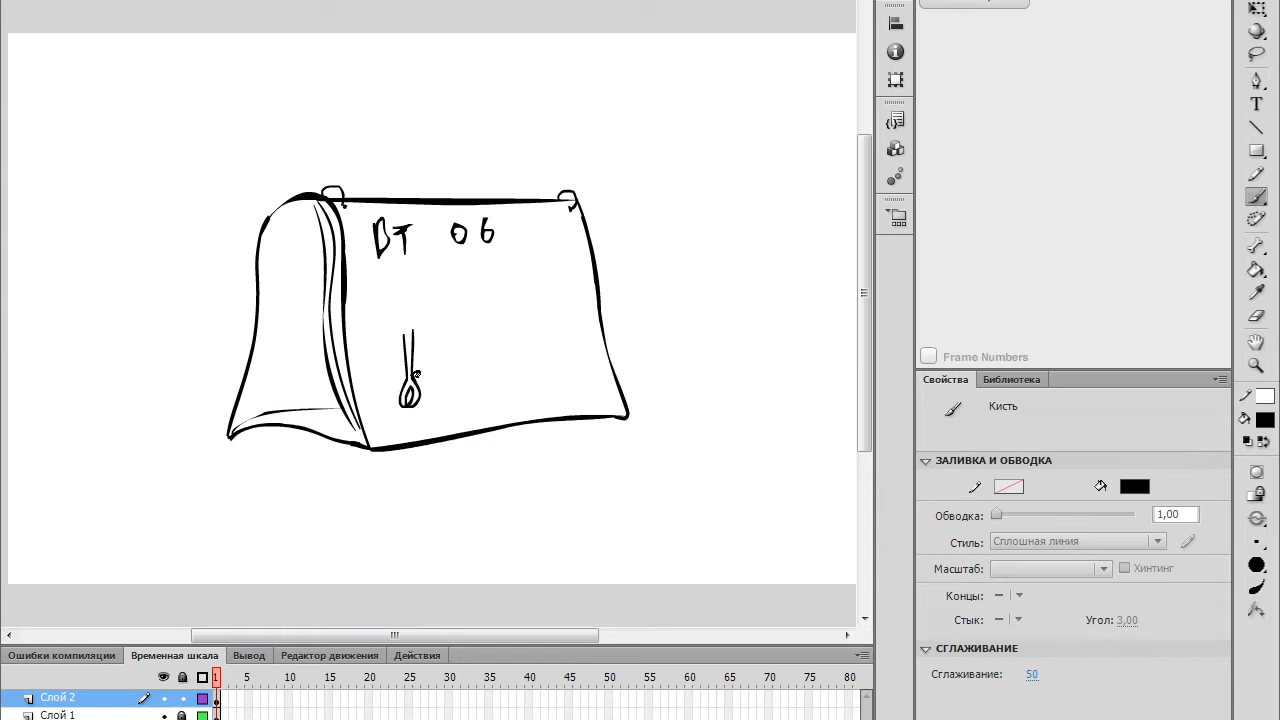 ВТ 06
Frame Numbers
Свойства
Библиотека
Кисть
ЗАЛИВКА И ОБВОДКА
Обводка: 1,00
Стиль: Сплошная линия
Масштаб: Хинтинг
Концы:
Стык: Угол: 3,00
СГЛАЖИВАНИЕ
Сглаживание: 50
Ошибки компиляции Временная шкала Вывод Редактор движения Действия
1 5 10 15 20 25 30 35 40 45 50 55 60 65 70 75 80
Слой 2
Слой 1